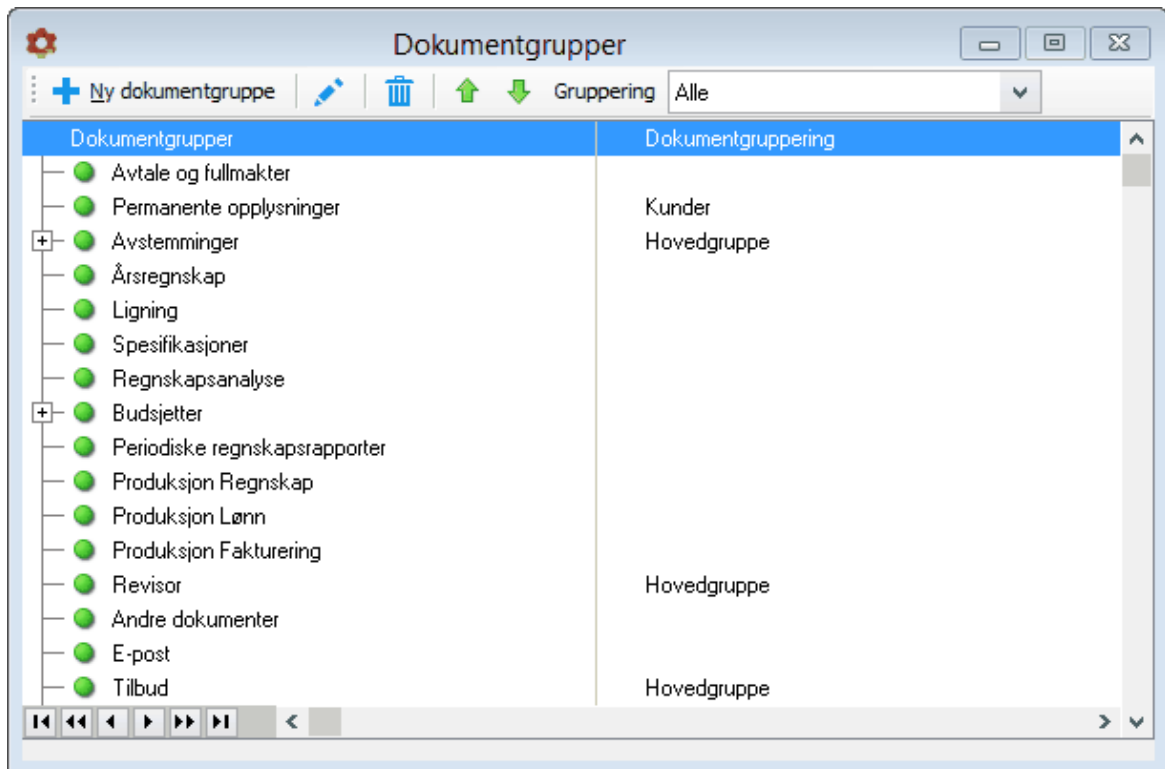 Dokumentgrupper
Ny dokumentgruppe Gruppering Alle
Dokumentgrupper Dokumentgruppering
Avtale og fullmakter
Permanente opplysninger Kunder
Avstemminger Hovedgruppe
Årsregnskap
Ligning
Spesifikasjoner
Regnskapsanalyse
Budsjetter
Periodiske regnskapsrapporter
Produksjon Regnskap
Produksjon Lønn
Produksjon Fakturering
Revisor Hovedgruppe
Andre dokumenter
E-post
Tilbud Hovedgruppe